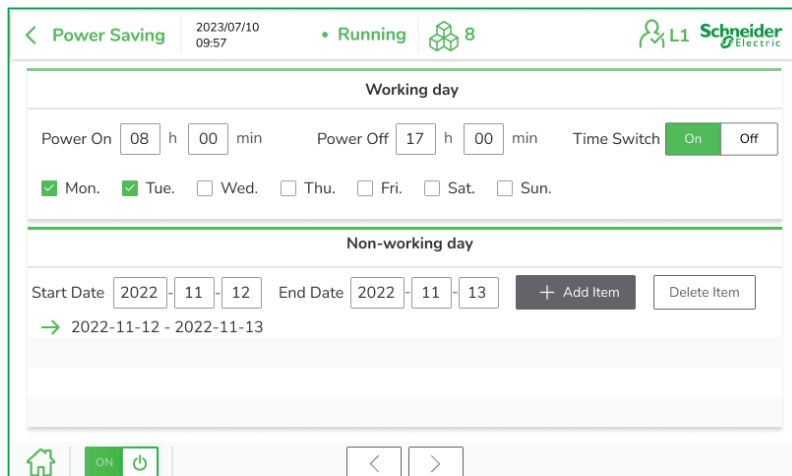 Power Saving 2023/07/10 • Running 8 L1 Schneider
09:57 Electric
Working day
Power On 08 h 00 min Power Off 17 h 00 min Time Switch On Off
Mon. Tue. Wed. Thu. Fri. Sat. Sun.
Non-working day
Start Date 2022 - 11 - 12 End Date 2022 - 11 - 13 + Add Item Delete Item
→ 2022-11-12 - 2022-11-13
ON